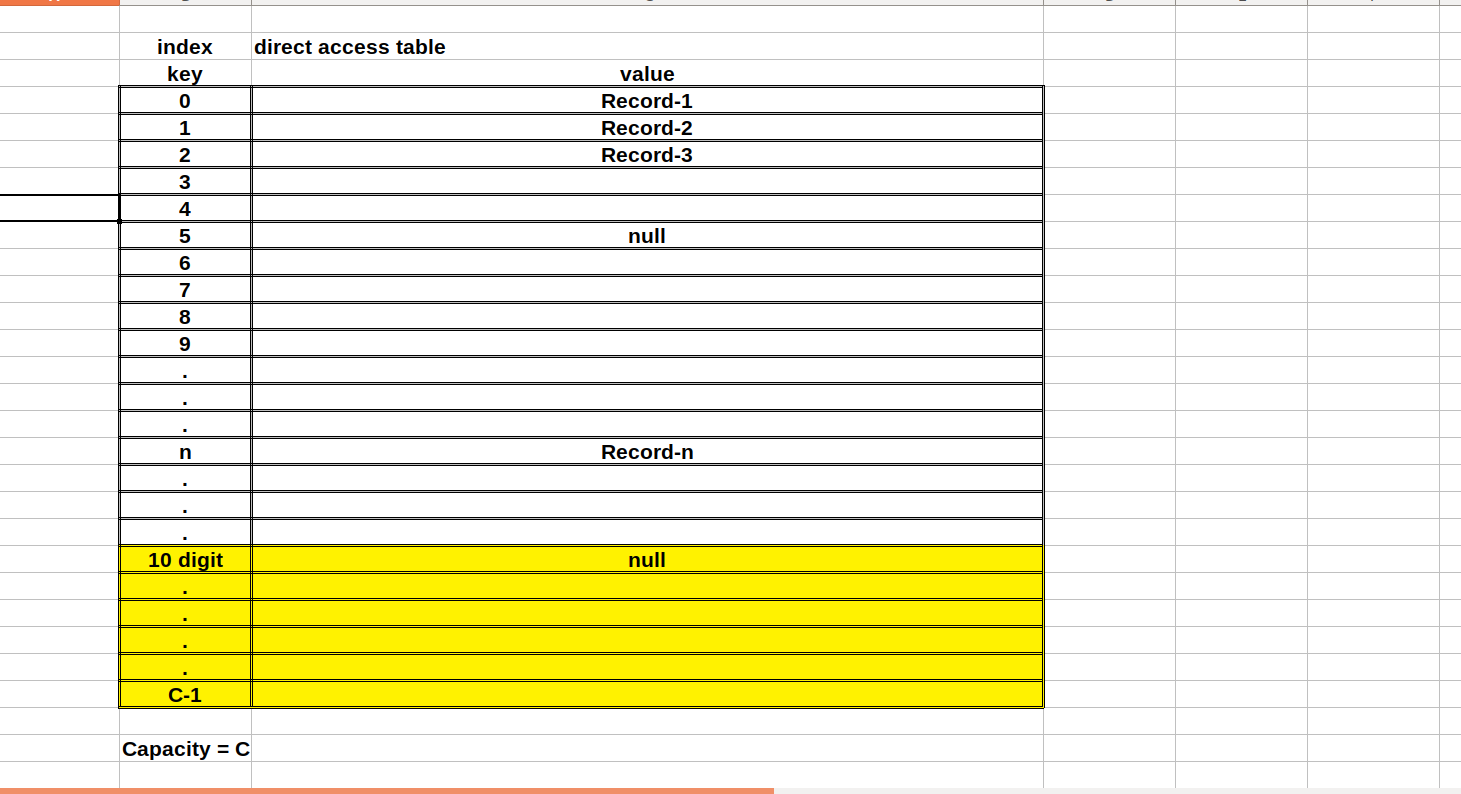 index direct access table
key value
0 Record-1
1 Record-2
2 Record-3
3
4
5 null
6
7
8
9
.
.
.
n Record-n
.
.
.
10 digit null
.
.
.
.
C-1
Capacity = C